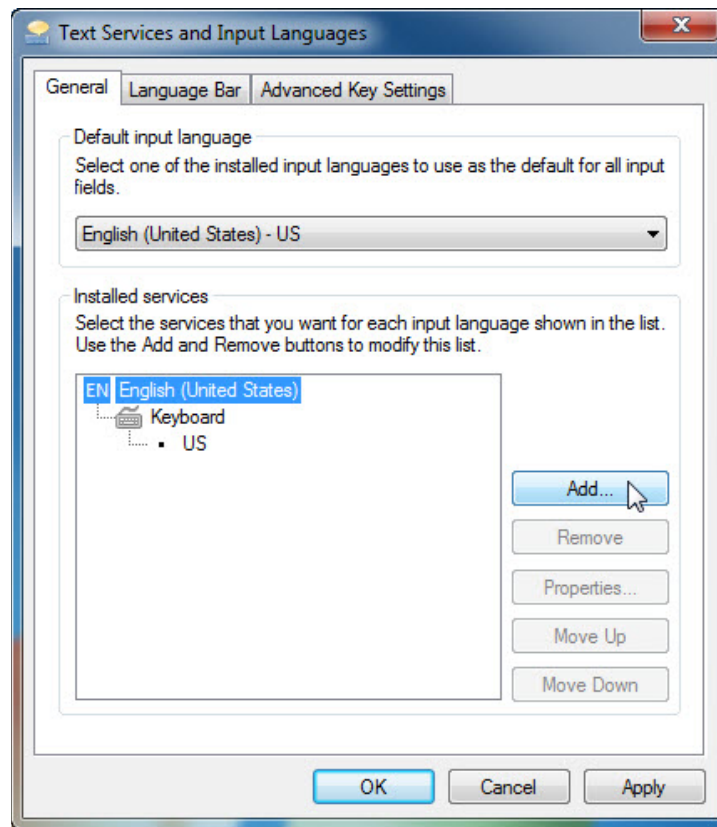 Text Services and Input Languages
General
Language Bar
Advanced Key Settings
Default input language
Select one of the installed input languages to use as the default for all input
fields.
English (United States) - US
Installed services
Select the services that you want for each input language shown in the list.
Use the Add and Remove buttons to modify this list.
EN English (United States)
Keyboard
US
Add...
Remove
Properties...
Move Up
Move Down
OK
Cancel
Apply